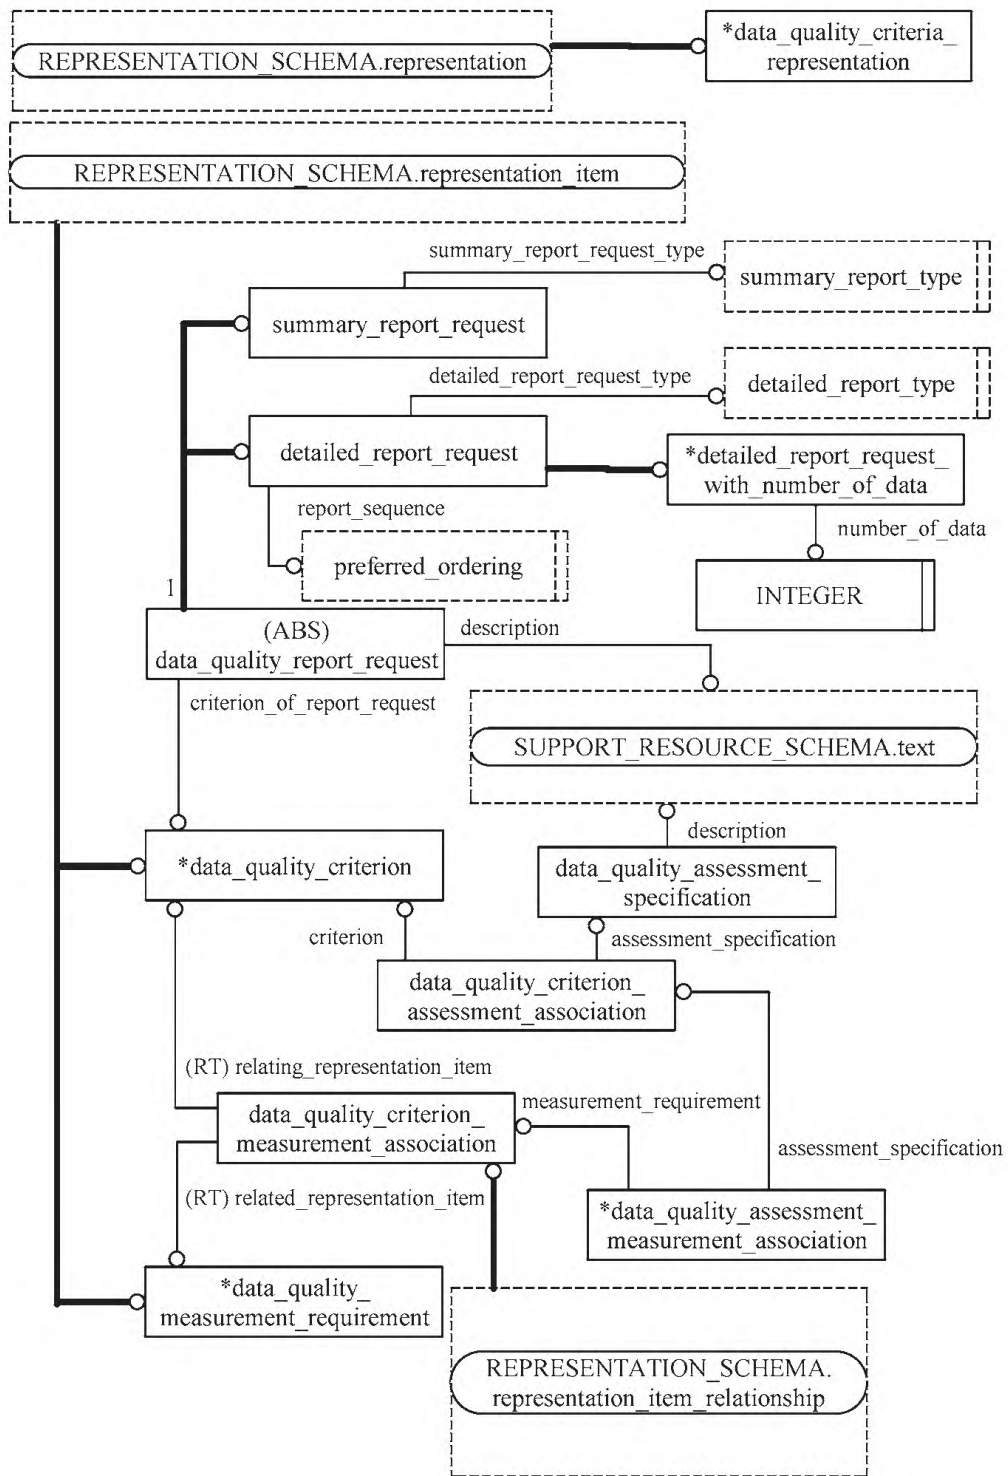 REPRESENTATION_SCHEMA.representation
*data_quality_criteria_
representation
REPRESENTATION_SCHEMA.representation_item
summary_report_request_type
summary_report_type
summary_report_request
detailed_report_request_type
detailed_report_type
detailed_report_request
*detailed_report_request_
with_number_of_data
report_sequence
number_of_data
preferred_ordering
INTEGER
1
(ABS)
data_quality_report_request
description
criterion_of_report_request
SUPPORT_RESOURCE_SCHEMA.text
description
*data_quality_criterion
data_quality_assessment_
specification
criterion
assessment_specification
data_quality_criterion_
assessment_association
(RT) relating_representation_item
data_quality_criterion_
measurement_association
measurement_requirement
assessment_specification
(RT) related_representation_item
*data_quality_assessment_
measurement_association
*data_quality_
measurement_requirement
REPRESENTATION_SCHEMA.
representation_item_relationship